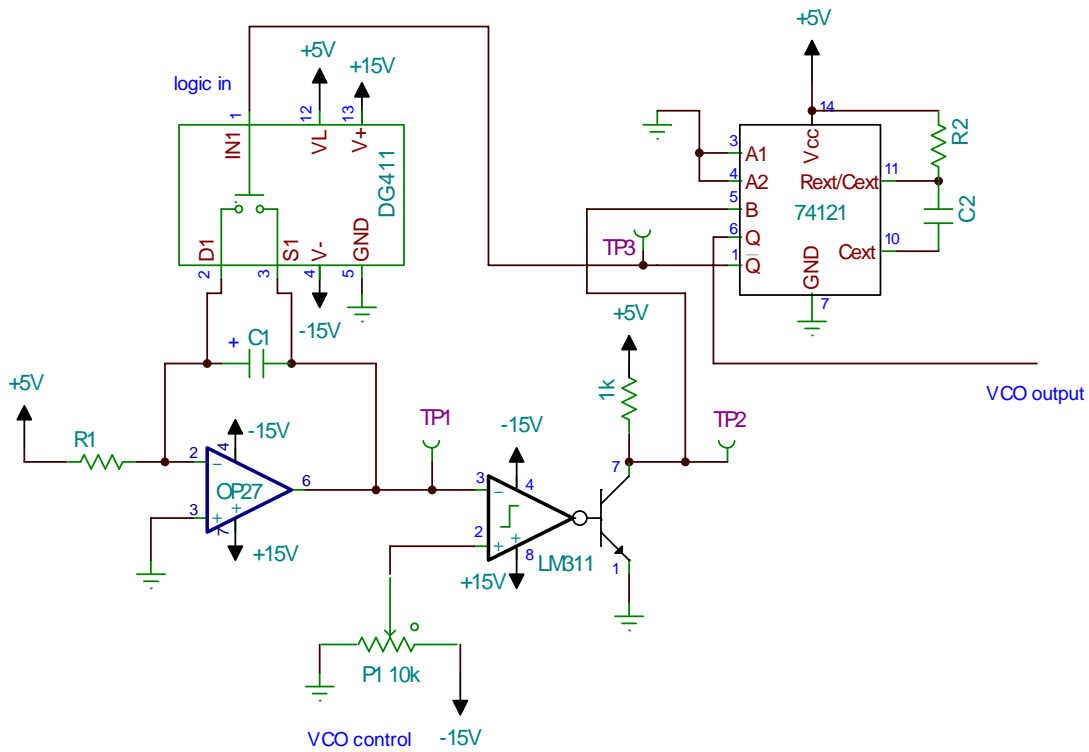 +5V
+5V
+15V
logic in
1
12
13
14
IN1
VL
V+
DG411
D1
S1
V-
GND
2
3
4
5
-15V
3
A1
4
A2
5
B
6
Q
1
Q̅
Vcc
Rext/Cext
11
74121
Cext
10
GND
7
R2
C2
TP3
+
C1
+5V
+5V
1k
VCO output
R1
-15V
2
4
−
OP27
6
3
+
+
7
+15V
TP1
-15V
TP2
7
3
−
4
2
+
+
8
LM311
+15V
1
P1 10k
VCO control
-15V